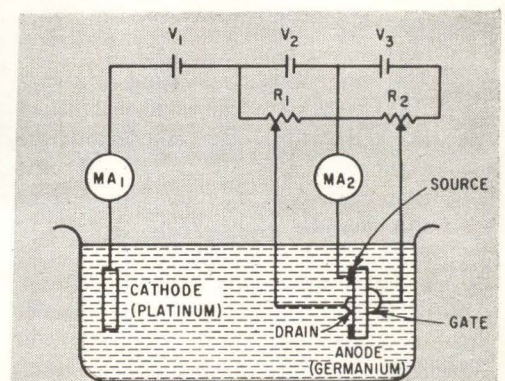 V1 V2 V3
R1 R2
MA1 MA2
SOURCE
CATHODE
(PLATINUM)
DRAIN
GATE
ANODE
(GERMANIUM)